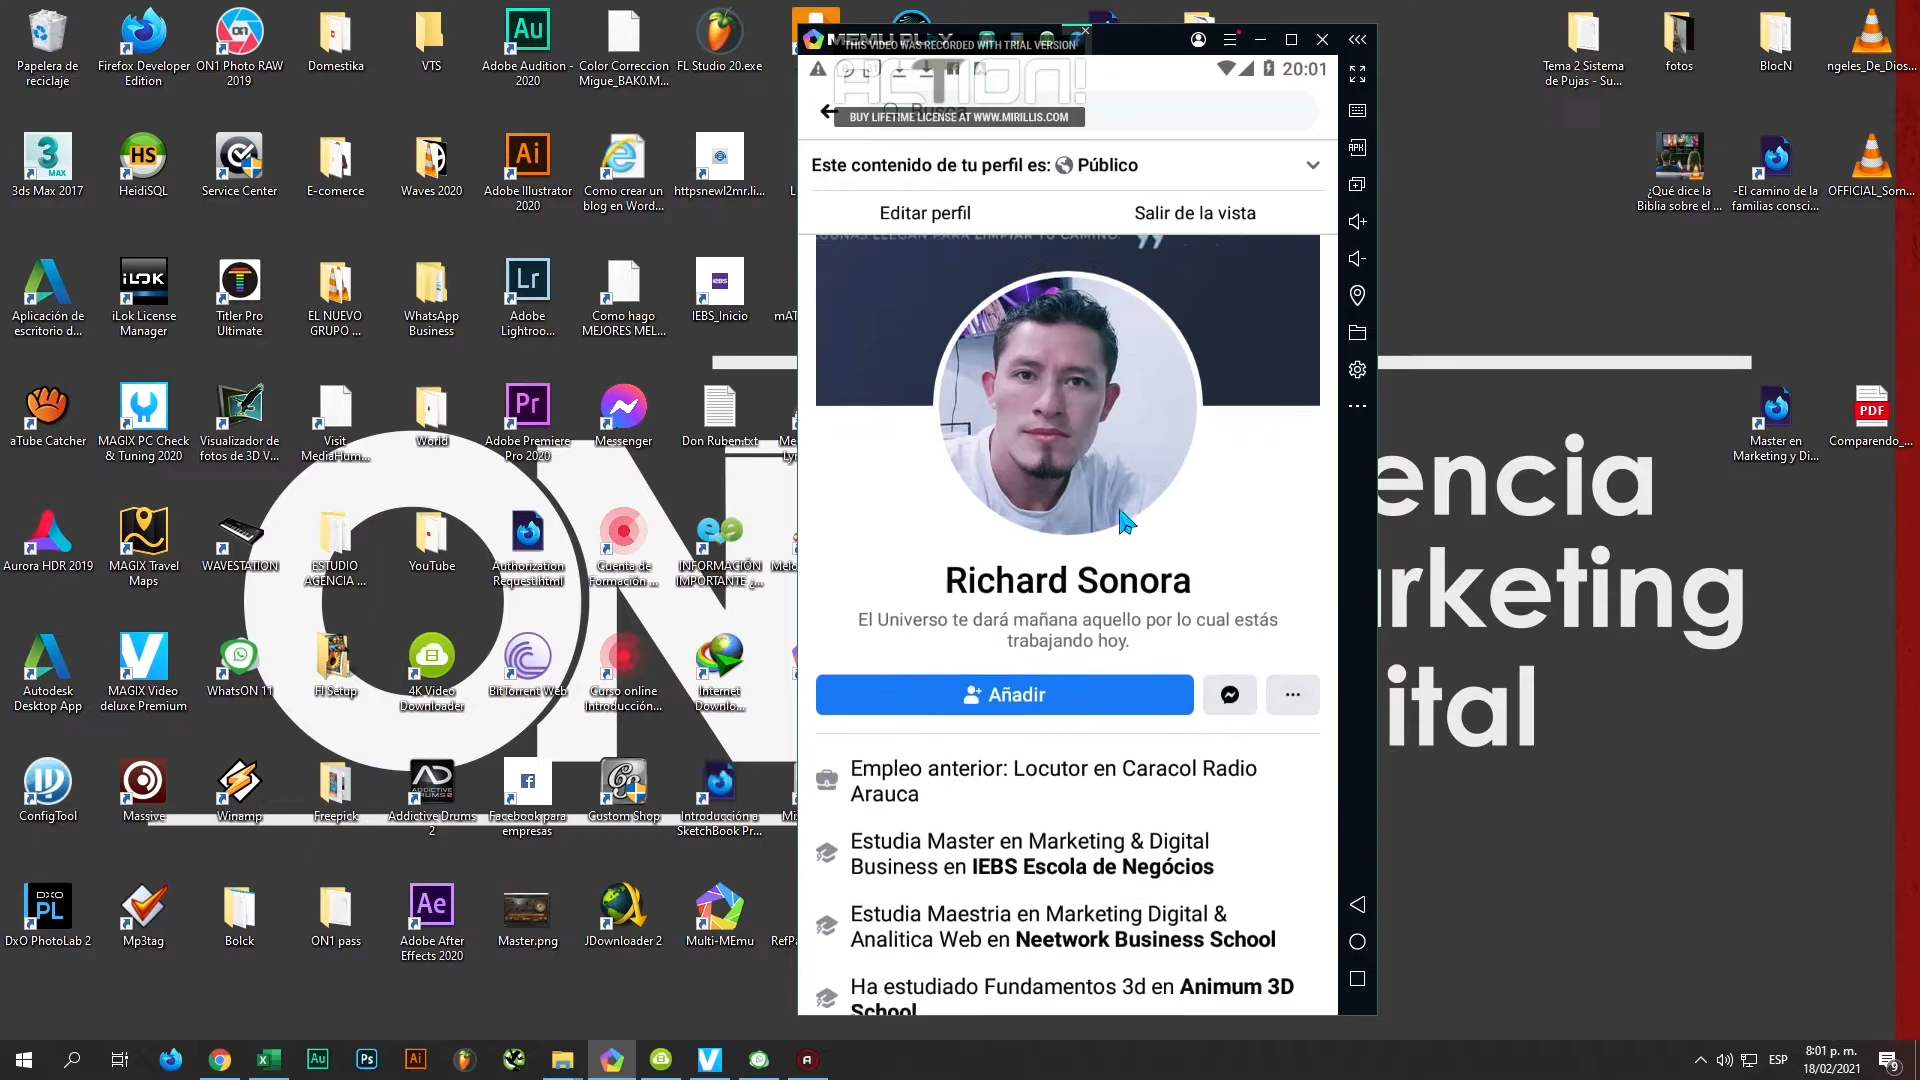 Papelera de
reciclaje
Firefox Developer
Edition
ON1 Photo RAW
2019
Domestika
VTS
Adobe Audition -
2020
Color Correccion
Migue_BAK0.M...
FL Studio 20.exe
Tema 2 Sistema
de Pujas - Su...
fotos
BlocN
ngeles_De_Dios...
3ds Max 2017
HeidiSQL
Service Center
E-comerce
Waves 2020
Adobe Illustrator
2020
Como crear un
blog en Word...
httpsnewl2mr.li...
¿Qué dice la
Biblia sobre el ...
-El camino de la
familias consci...
OFFICIAL_Som...
Aplicación de
escritorio d...
iLok License
Manager
Titler Pro
Ultimate
EL NUEVO
GRUPO ...
WhatsApp
Business
Adobe
Lightroo...
Como hago
MEJORES MEL...
IEBS_Inicio
aTube Catcher
MAGIX PC Check
& Tuning 2020
Visualizador de
fotos de 3D V...
Visit
MediaHum...
World
Adobe Premiere
Pro 2020
Messenger
Don Ruben.txt
Master en
Marketing y Di...
Comparendo_...
Aurora HDR 2019
MAGIX Travel
Maps
WAVESTATION
ESTUDIO
AGENCIA ...
YouTube
Authorization
Request.html
Cuenta de
Formación ...
INFORMACIÓN
IMPORTANTE ¿...
Autodesk
Desktop App
MAGIX Video
deluxe Premium
WhatsON 11
Fl Setup
4K Video
Downloader
BitTorrent Web
Curso online
Introducción...
Internet
Downlo...
ConfigTool
Massive
Winamp
Freepick
Addictive Drums
2
Facebook para
empresas
Custom Shop
Introducción a
SketchBook Pr...
DxO PhotoLab 2
Mp3tag
Bolck
ON1 pass
Adobe After
Effects 2020
Master.png
JDownloader 2
Multi-MEmu
RefPa
ON
encia
rketing
ital
MEMU PLAY
THIS VIDEO WAS RECORDED WITH TRIAL VERSION
ACTION!
BUY LIFETIME LICENSE AT WWW.MIRILLIS.COM
20:01
Busca
Este contenido de tu perfil es: Público
Editar perfil
Salir de la vista
Richard Sonora
El Universo te dará mañana aquello por lo cual estás
trabajando hoy.
Añadir
Empleo anterior: Locutor en Caracol Radio
Arauca
Estudia Master en Marketing & Digital
Business en IEBS Escola de Negócios
Estudia Maestria en Marketing Digital &
Analitica Web en Neetwork Business School
Ha estudiado Fundamentos 3d en Animum 3D
School
ESP
8:01 p. m.
18/02/2021
9